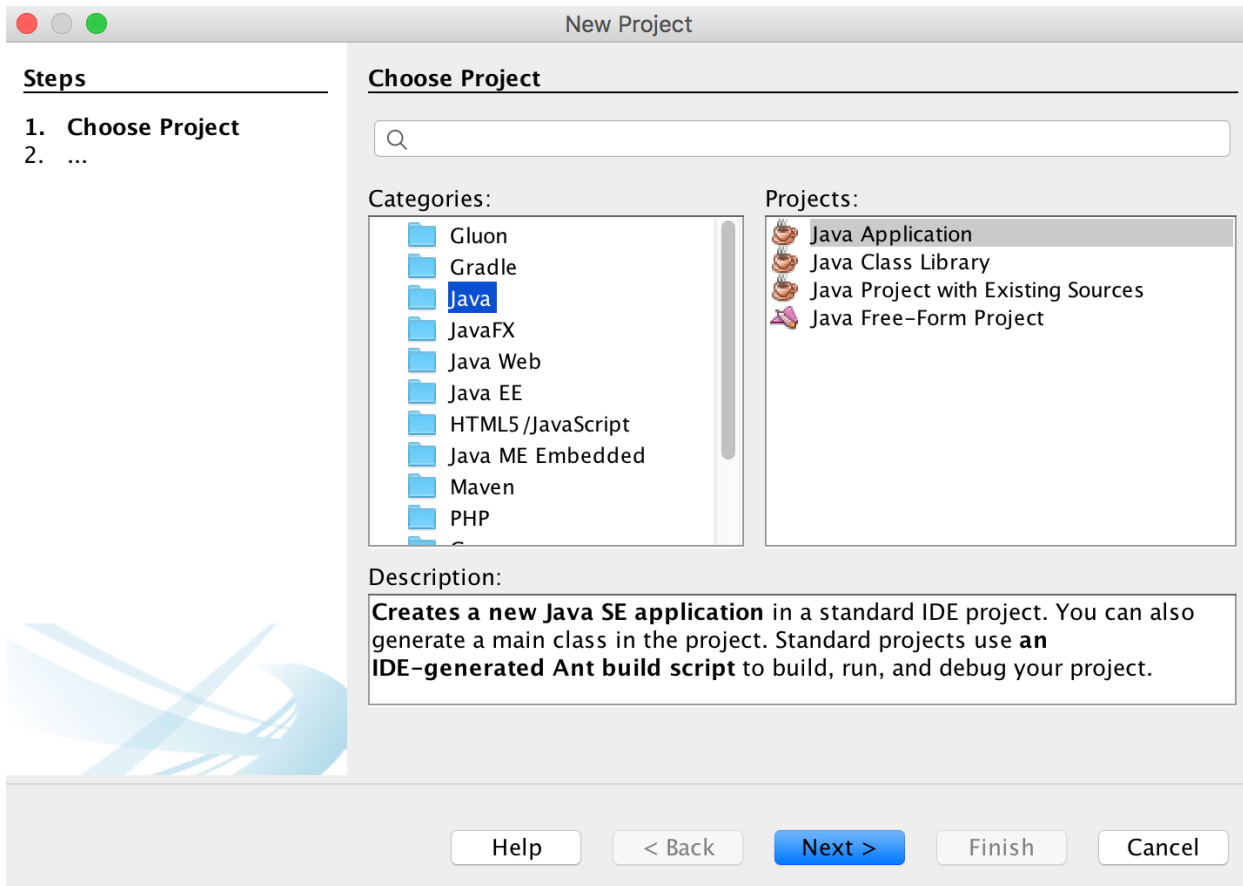 New Project
Steps
1. Choose Project
2. ...
Choose Project
Categories:
Gluon
Gradle
Java
JavaFX
Java Web
Java EE
HTML5/JavaScript
Java ME Embedded
Maven
PHP
Projects:
Java Application
Java Class Library
Java Project with Existing Sources
Java Free-Form Project
Description:
Creates a new Java SE application in a standard IDE project. You can also
generate a main class in the project. Standard projects use an
IDE-generated Ant build script to build, run, and debug your project.
Help
< Back
Next >
Finish
Cancel